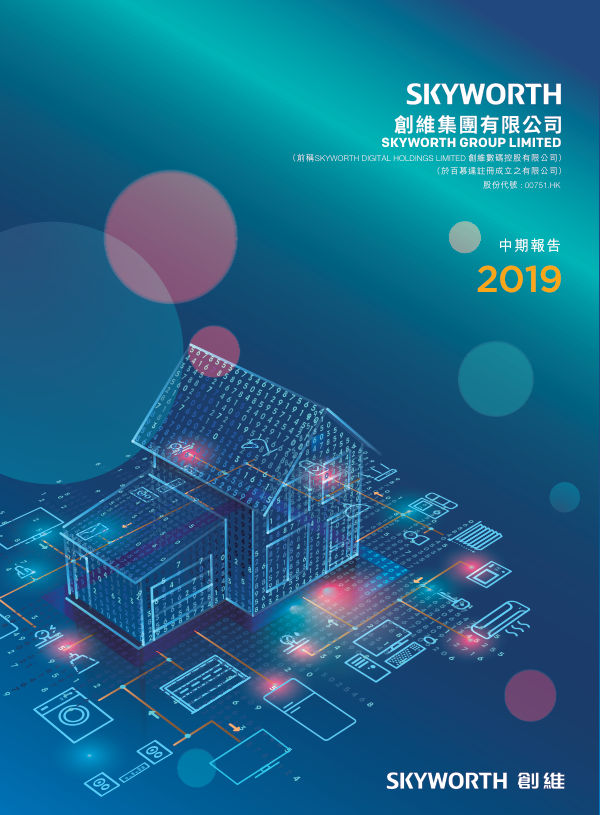 SKYWORTH
創維集團有限公司
SKYWORTH GROUP LIMITED
(前稱SKYWORTH DIGITAL HOLDINGS LIMITED 創維數碼控股有限公司)
(於百慕達註冊成立之有限公司)
股份代號 : 00751.HK
中期報告
2019
SKYWORTH 創維